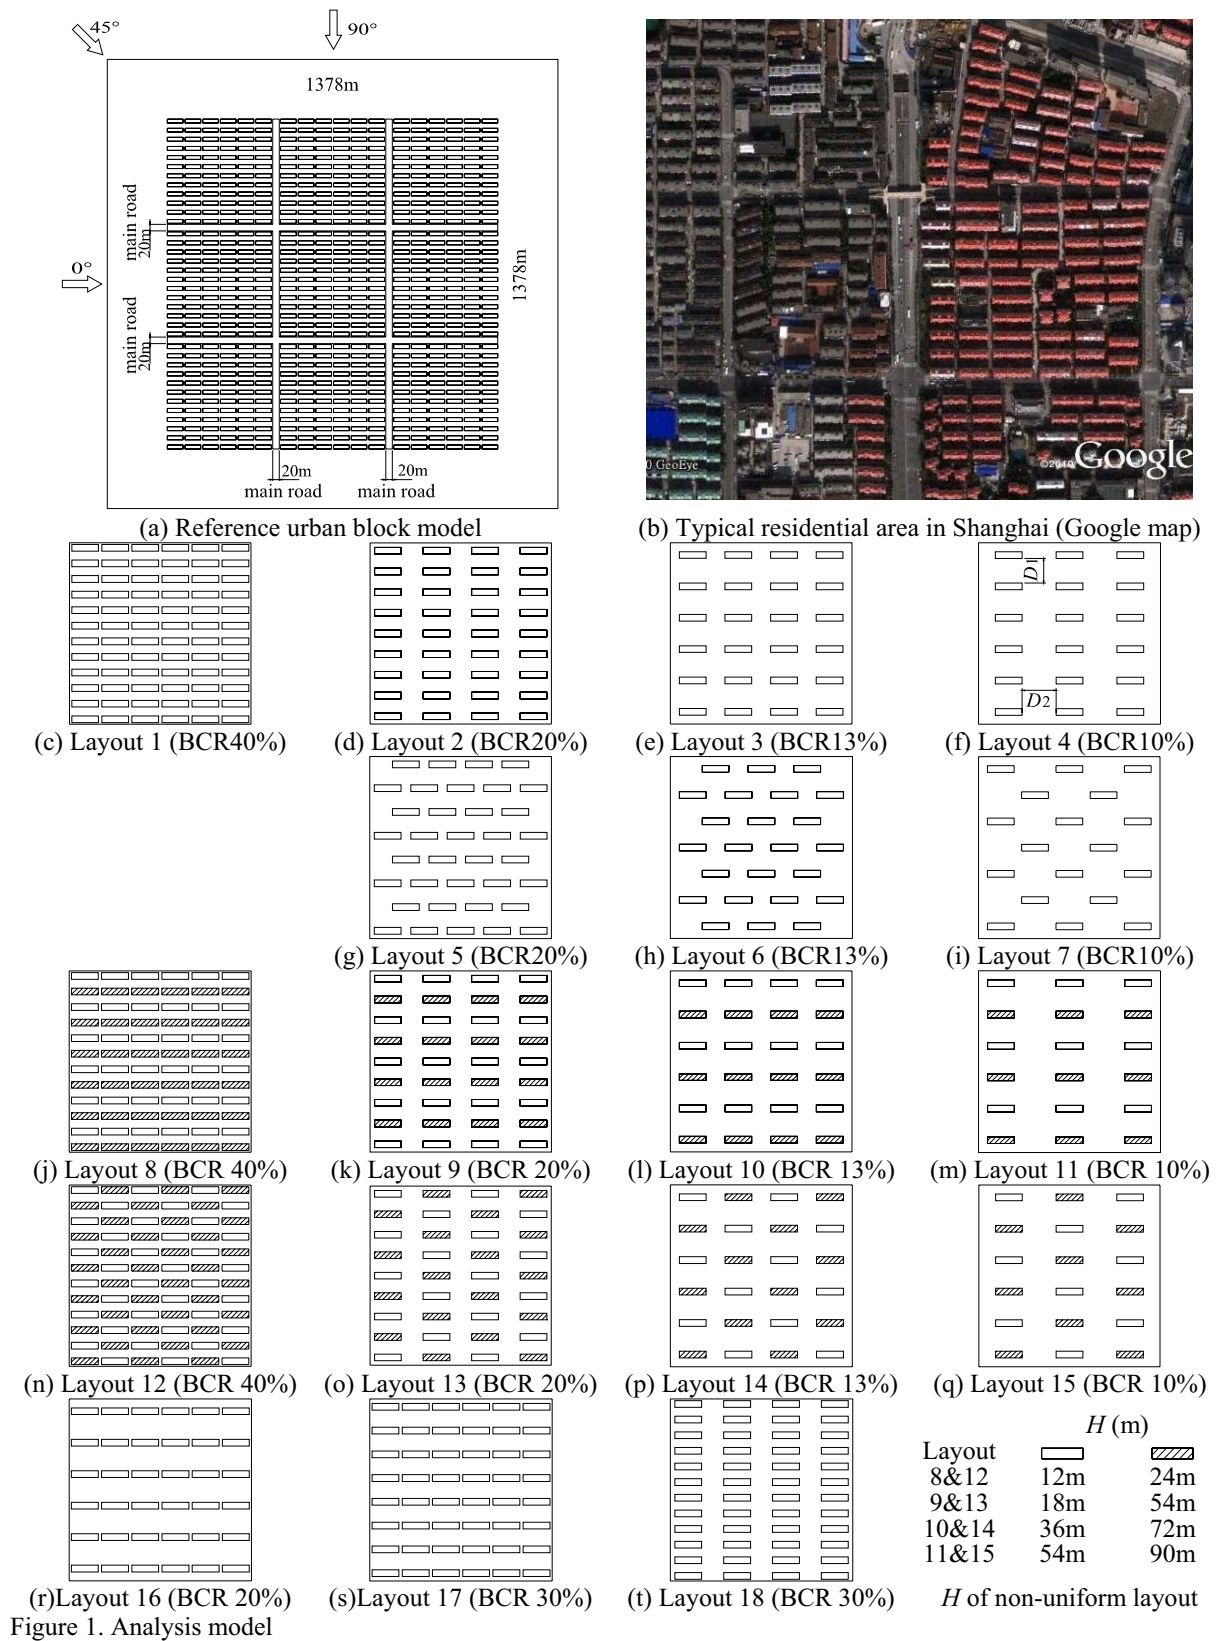 45°
90°
1378m
main road
20m
1378m
0°
main road
20m
20m
20m
main road
main road
0 GeoEye
©2010 Google
(a) Reference urban block model
(b) Typical residential area in Shanghai (Google map)
D1
D2
(c) Layout 1 (BCR40%)
(d) Layout 2 (BCR20%)
(e) Layout 3 (BCR13%)
(f) Layout 4 (BCR10%)
(g) Layout 5 (BCR20%)
(h) Layout 6 (BCR13%)
(i) Layout 7 (BCR10%)
(j) Layout 8 (BCR 40%)
(k) Layout 9 (BCR 20%)
(l) Layout 10 (BCR 13%)
(m) Layout 11 (BCR 10%)
(n) Layout 12 (BCR 40%)
(o) Layout 13 (BCR 20%)
(p) Layout 14 (BCR 13%)
(q) Layout 15 (BCR 10%)
H (m)
Layout
8&12 12m 24m
9&13 18m 54m
10&14 36m 72m
11&15 54m 90m
(r)Layout 16 (BCR 20%)
(s)Layout 17 (BCR 30%)
(t) Layout 18 (BCR 30%)
H of non-uniform layout
Figure 1. Analysis model